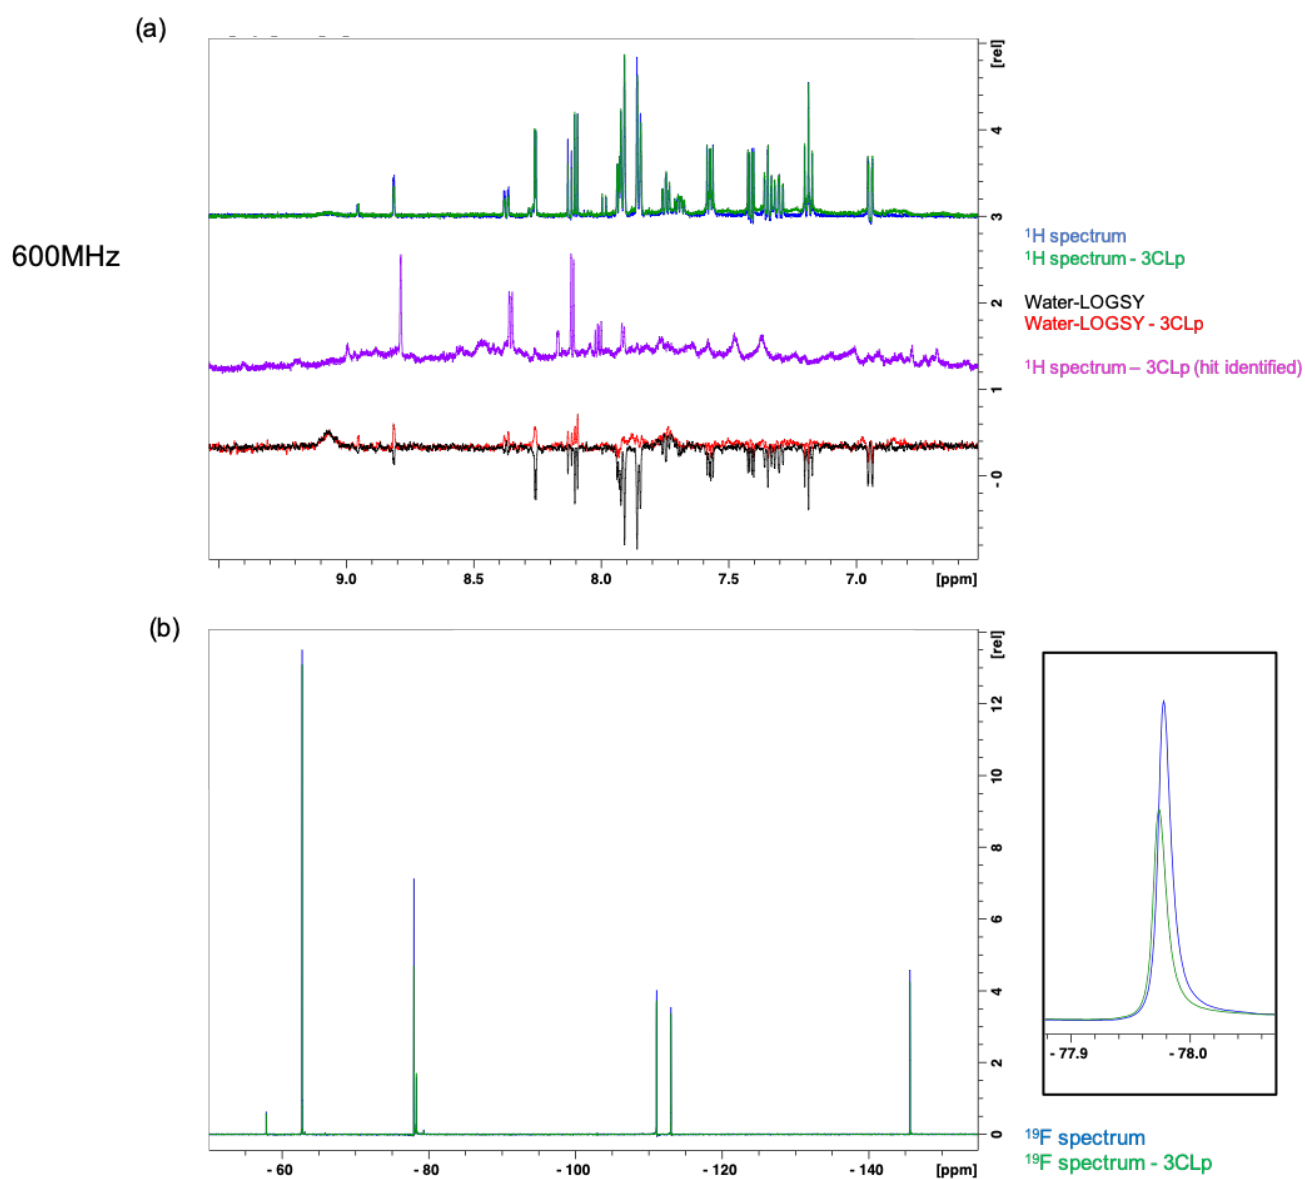 (a)
[rel]
4
3
600MHz
¹H spectrum
¹H spectrum - 3CLp
2
Water-LOGSY
Water-LOGSY - 3CLp
¹H spectrum – 3CLp (hit identified)
1
- 0
9.0 8.5 8.0 7.5 7.0 [ppm]
(b)
[rel]
12
10
8
6
4
2
0
- 77.9 - 78.0
¹⁹F spectrum
¹⁹F spectrum - 3CLp
- 60 - 80 - 100 - 120 - 140 [ppm]